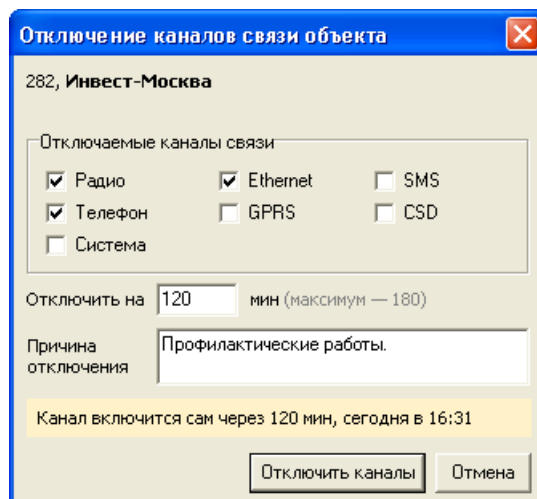 Отключение каналов связи объекта
282, Инвест-Москва
Отключаемые каналы связи
Радио Ethernet SMS
Телефон GPRS CSD
Система
Отключить на 120 мин (максимум — 180)
Причина отключения Профилактические работы.
Канал включится сам через 120 мин, сегодня в 16:31
Отключить каналы Отмена